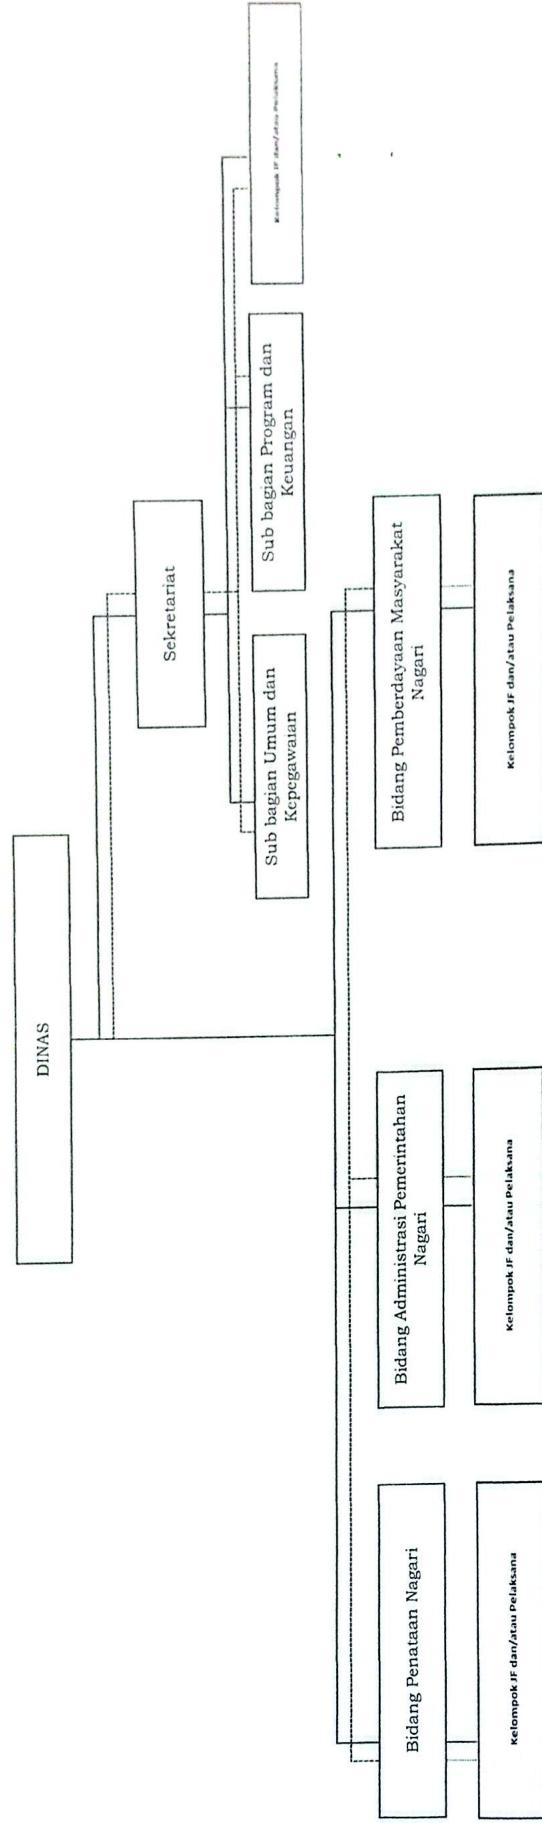 DINAS
Sekretariat
Sub bagian Umum dan
Kepegawaian
Sub bagian Program dan
Keuangan
Kelompok JF dan/atau Pelaksana
Bidang Penataan Nagari
Bidang Administrasi Pemerintahan
Nagari
Bidang Pemberdayaan Masyarakat
Nagari
Kelompok JF dan/atau Pelaksana
Kelompok JF dan/atau Pelaksana
Kelompok JF dan/atau Pelaksana